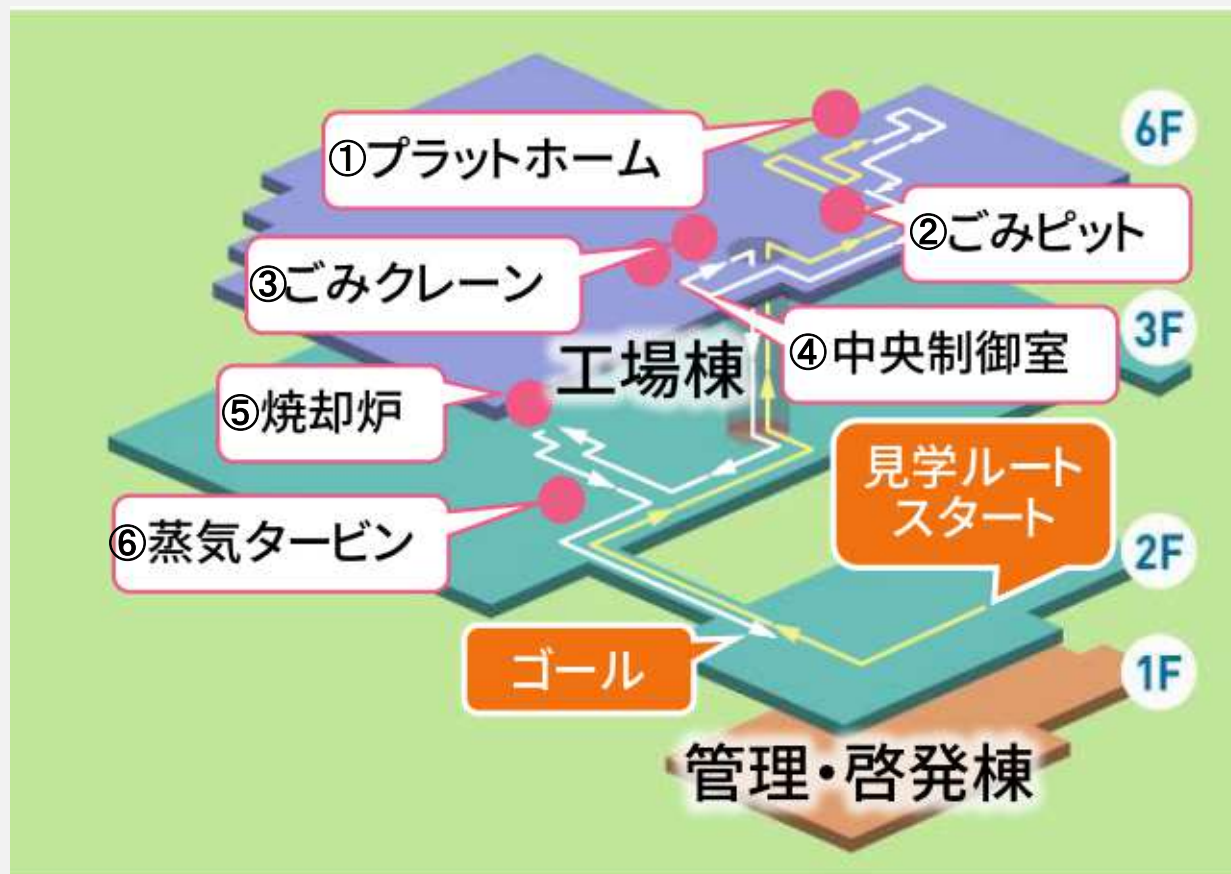 6F
①プラットホーム
②ごみピット
③ごみクレーン
3F
④中央制御室
工場棟
⑤焼却炉
見学ルート
スタート
⑥蒸気タービン
2F
ゴール
1F
管理・啓発棟